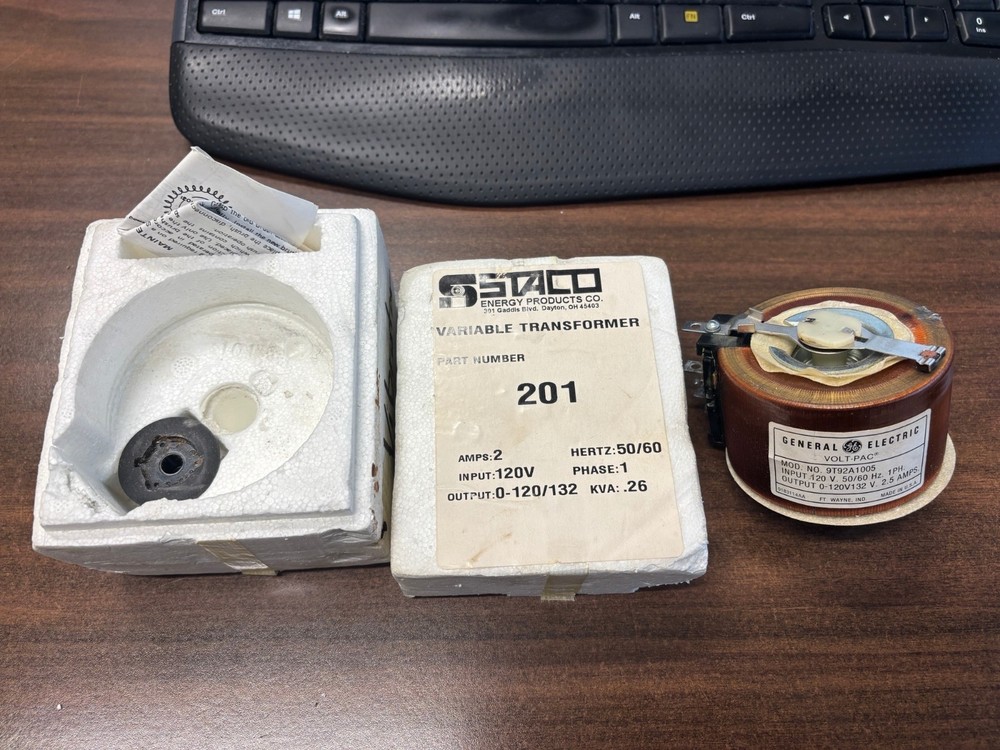 Ctrl
Alt
Alt
Fn
Ctrl
0
Ins
MAINTE
STACO
ENERGY PRODUCTS CO.
301 Gaddis Blvd. Dayton, OH 45403
VARIABLE TRANSFORMER
PART NUMBER
201
AMPS:2 HERTZ:50/60
INPUT:120V PHASE:1
OUTPUT:0-120/132 KVA: .26
GENERAL GE ELECTRIC
VOLT-PAC®
MOD. NO. 9T92A1005
INPUT 120 V. 50/60 Hz. 1PH.
OUTPUT 0-120V132 V. 2.5 AMPS.
FT. WAYNE, IND. MADE IN U.S.A.